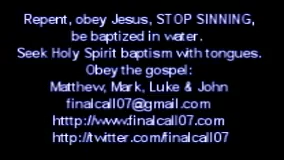 Repent, obey Jesus, STOP SINNING,
be baptized in water.
Seek Holy Spirit baptism with tongues.
Obey the gospel:
Matthew, Mark, Luke & John
finalcall07@gmail.com
htttp://www.finalcall07.com
http://twitter.com/finalcall07